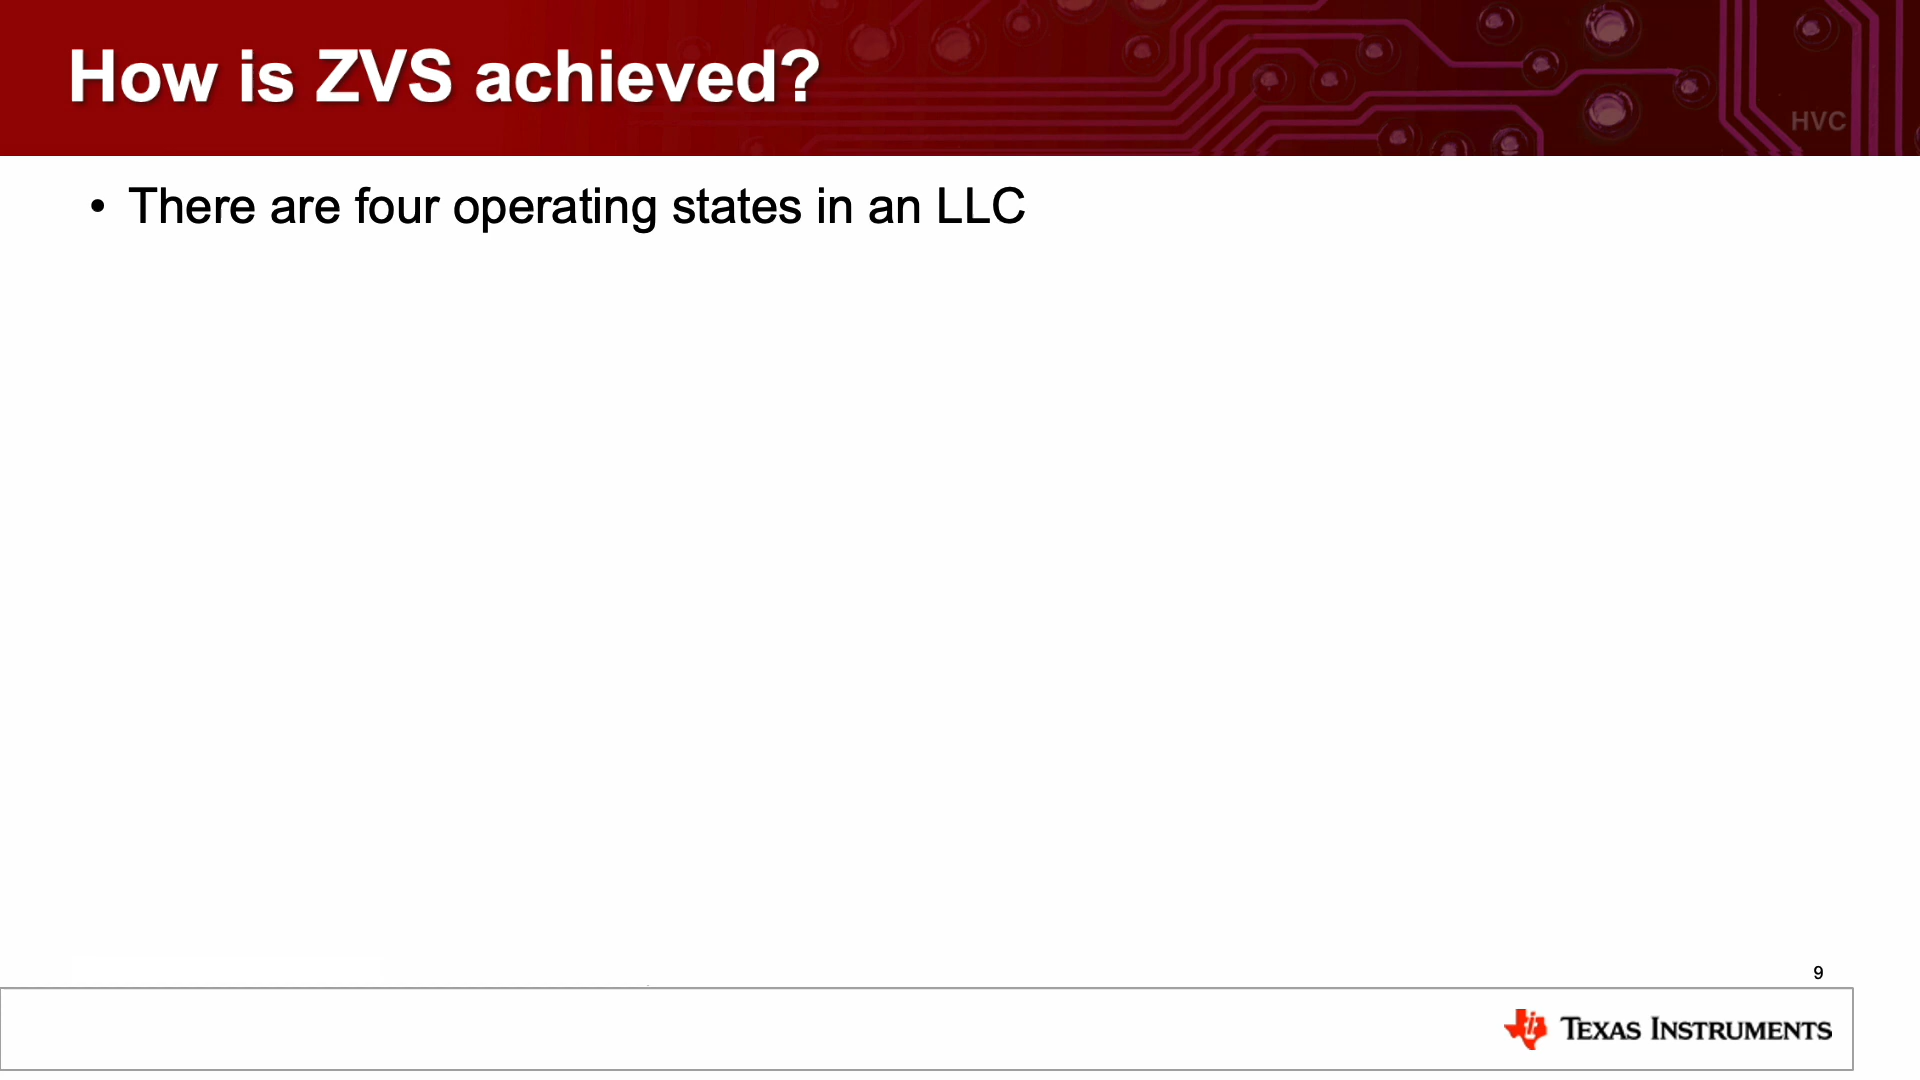 How is ZVS achieved?
HVC
• There are four operating states in an LLC
9
TEXAS INSTRUMENTS